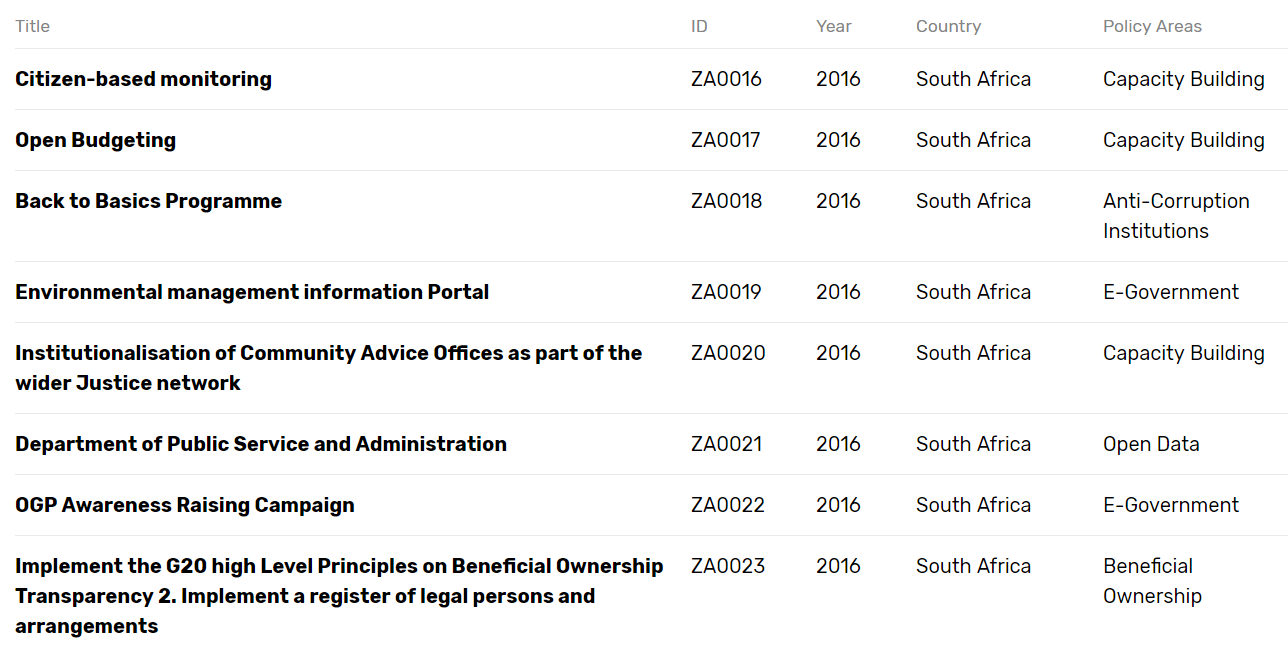 Title ID Year Country Policy Areas
Citizen-based monitoring ZA0016 2016 South Africa Capacity Building
Open Budgeting ZA0017 2016 South Africa Capacity Building
Back to Basics Programme ZA0018 2016 South Africa Anti-Corruption
Institutions
Environmental management information Portal ZA0019 2016 South Africa E-Government
Institutionalisation of Community Advice Offices as part of the ZA0020 2016 South Africa Capacity Building
wider Justice network
Department of Public Service and Administration ZA0021 2016 South Africa Open Data
OGP Awareness Raising Campaign ZA0022 2016 South Africa E-Government
Implement the G20 high Level Principles on Beneficial Ownership ZA0023 2016 South Africa Beneficial
Transparency 2. Implement a register of legal persons and Ownership
arrangements